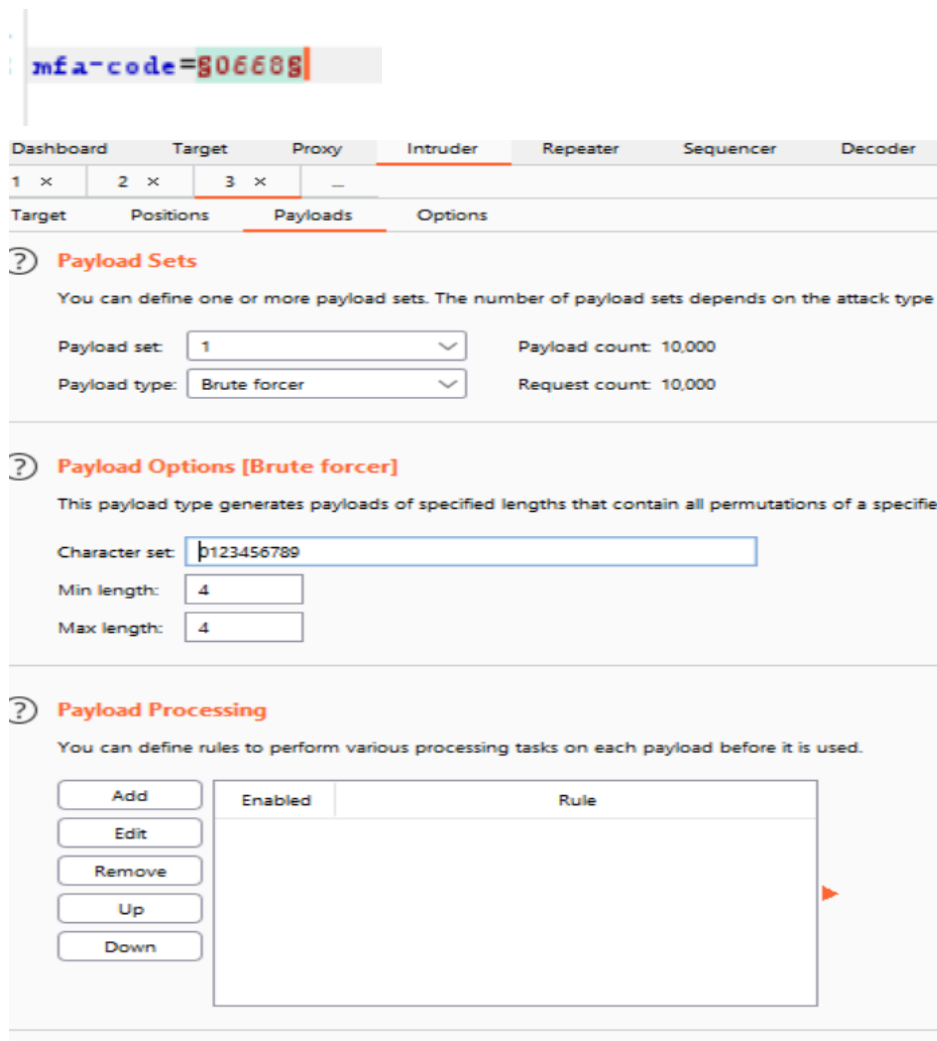 mfa-code=§0668§
Dashboard Target Proxy Intruder Repeater Sequencer Decoder
1 × 2 × 3 × ...
Target Positions Payloads Options
? Payload Sets
You can define one or more payload sets. The number of payload sets depends on the attack type
Payload set: 1 Payload count: 10,000
Payload type: Brute forcer Request count: 10,000
? Payload Options [Brute forcer]
This payload type generates payloads of specified lengths that contain all permutations of a specifie
Character set: 0123456789
Min length: 4
Max length: 4
? Payload Processing
You can define rules to perform various processing tasks on each payload before it is used.
Add Enabled Rule
Edit
Remove
Up
Down